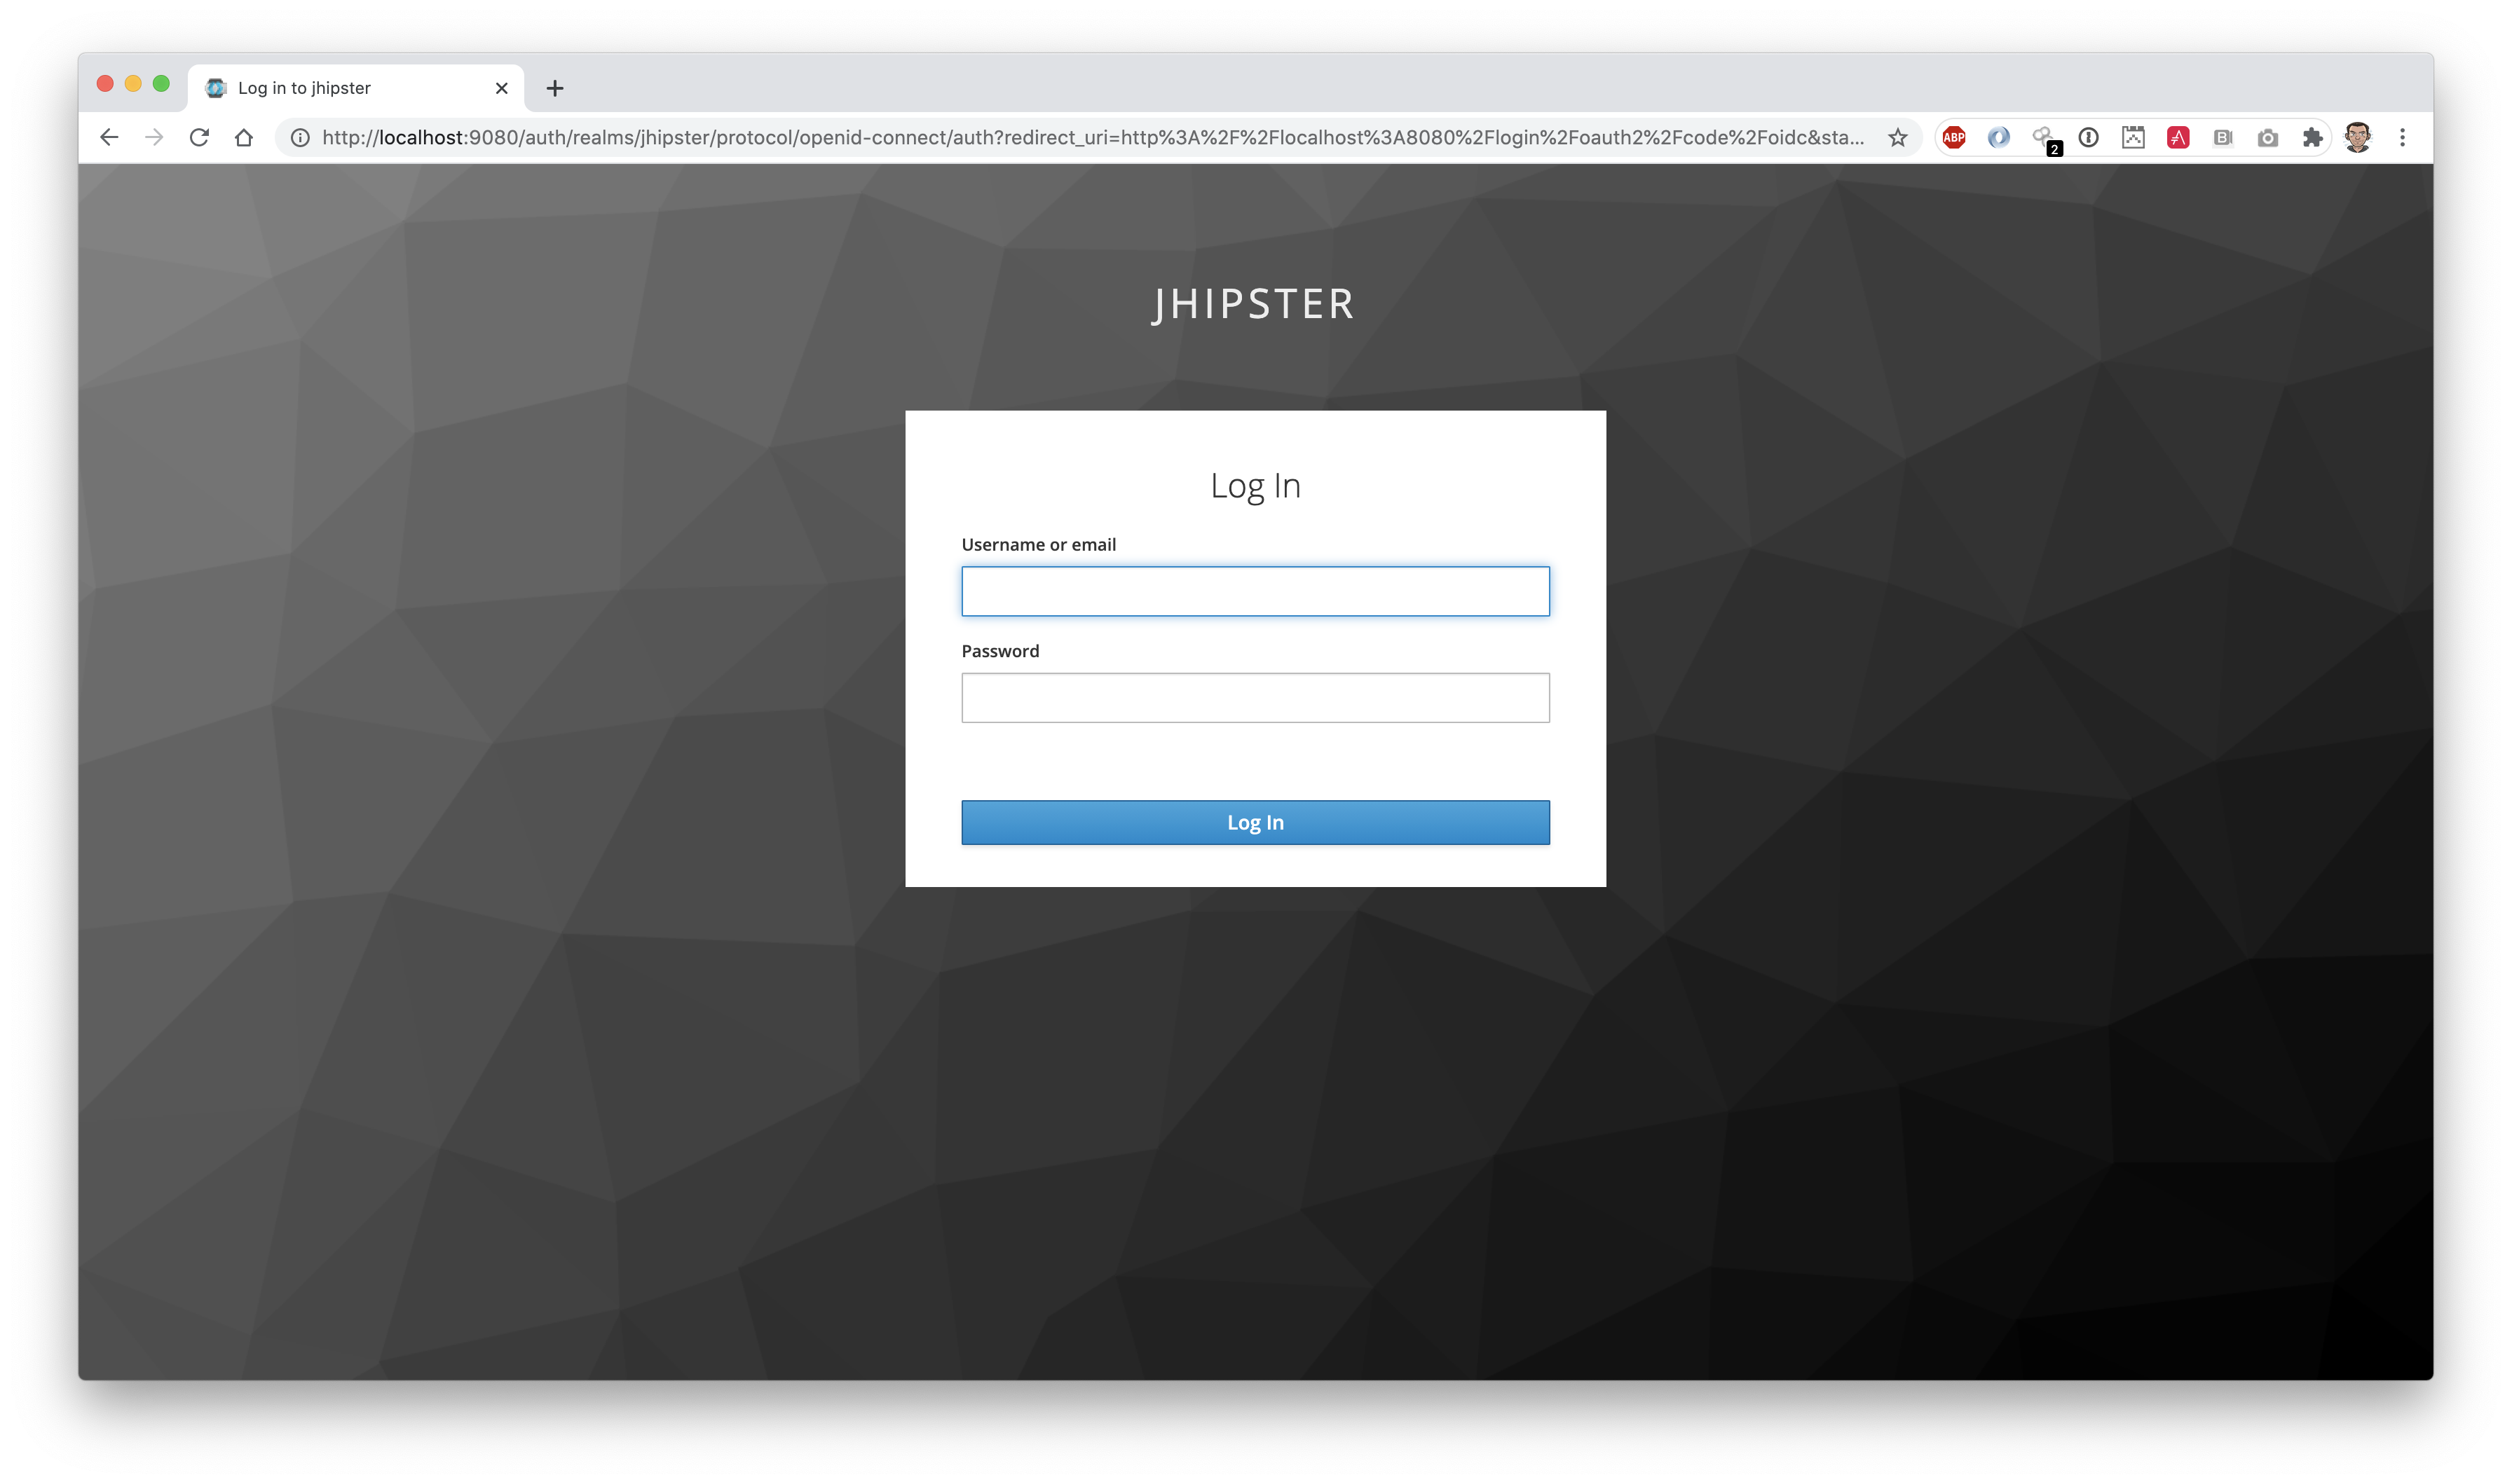 Log in to jhipster
http://localhost:9080/auth/realms/jhipster/protocol/openid-connect/auth?redirect_uri=http%3A%2F%2Flocalhost%3A8080%2Flogin%2Foauth2%2Fcode%2Foidc&sta...
ABP
2
JHIPSTER
Log In
Username or email
Password
Log In